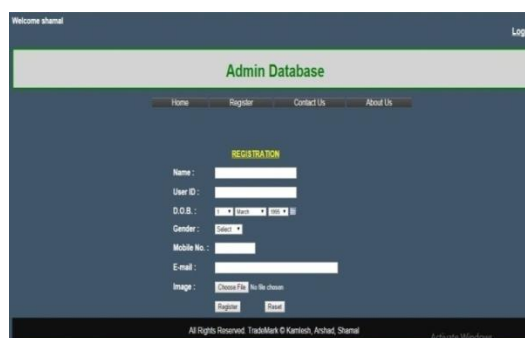 Welcome shamal
Log
Admin Database
Home Register Contact Us About Us
REGISTRATION
Name :
User ID :
D.O.B. : 1 March 1995
Gender : Select
Mobile No. :
E-mail :
Image : Choose File No file chosen
Register Reset
All Rights Reserved. TradeMark © Kamlesh, Arshad, Shamal
Activate Windows